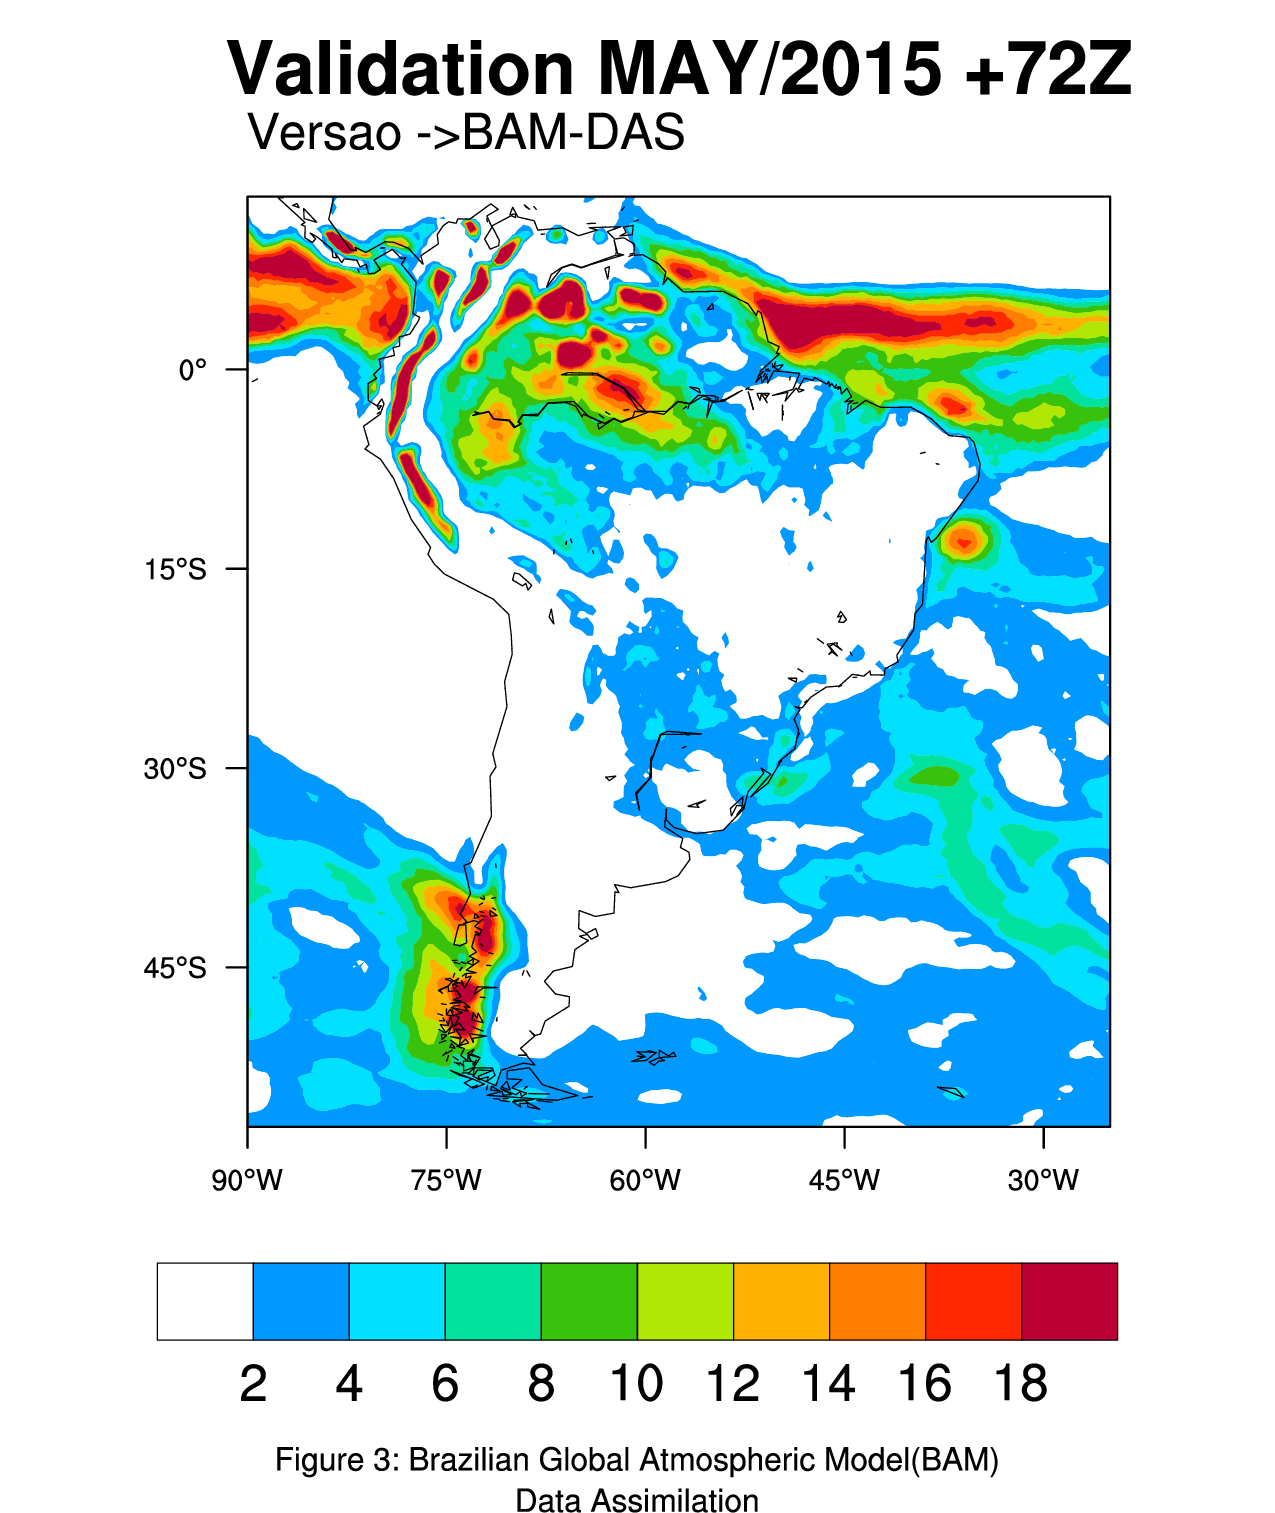 Validation MAY/2015 +72Z
Versao ->BAM-DAS
0°
15°S
30°S
45°S
90°W 75°W 60°W 45°W 30°W
2 4 6 8 10 12 14 16 18
Figure 3: Brazilian Global Atmospheric Model(BAM)
Data Assimilation